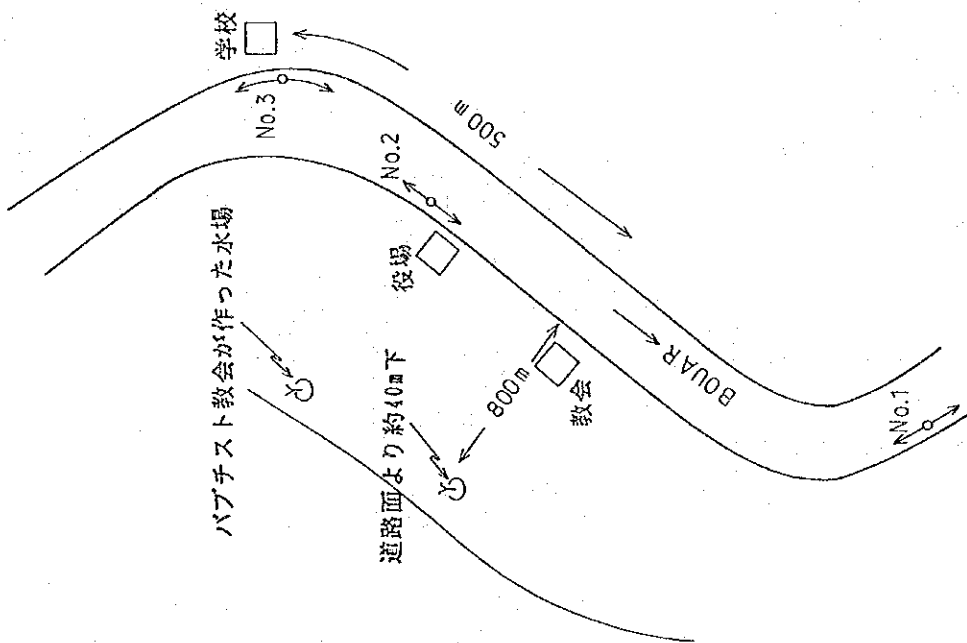 学校
No.3
500m
No.2
バプチスト教会が作った水場
役場
道路面より約40m下
800m
教会
BOUAR
No.1